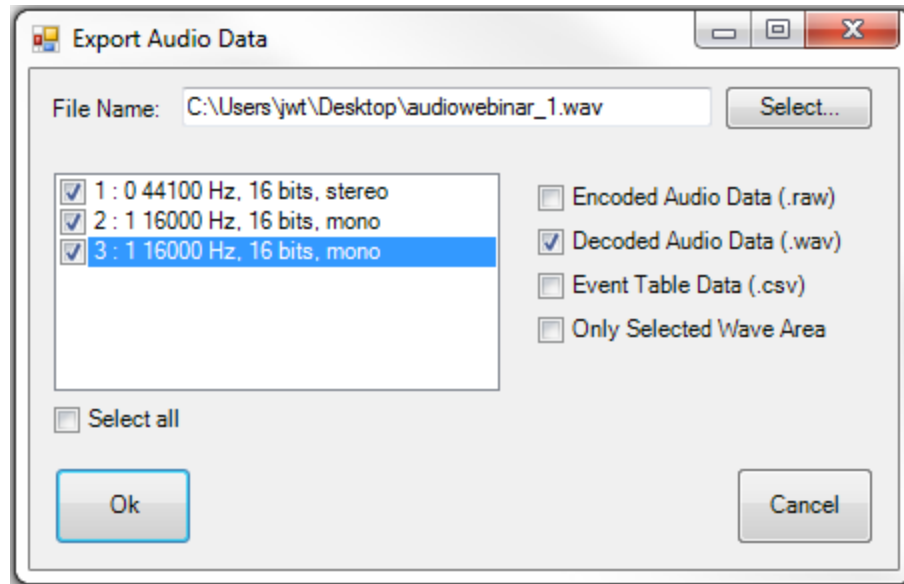 Export Audio Data
File Name: C:\Users\jwt\Desktop\audiowebinar_1.wav Select...
1 : 0 44100 Hz, 16 bits, stereo
2 : 1 16000 Hz, 16 bits, mono
3 : 1 16000 Hz, 16 bits, mono
Encoded Audio Data (.raw)
Decoded Audio Data (.wav)
Event Table Data (.csv)
Only Selected Wave Area
Select all
Ok Cancel